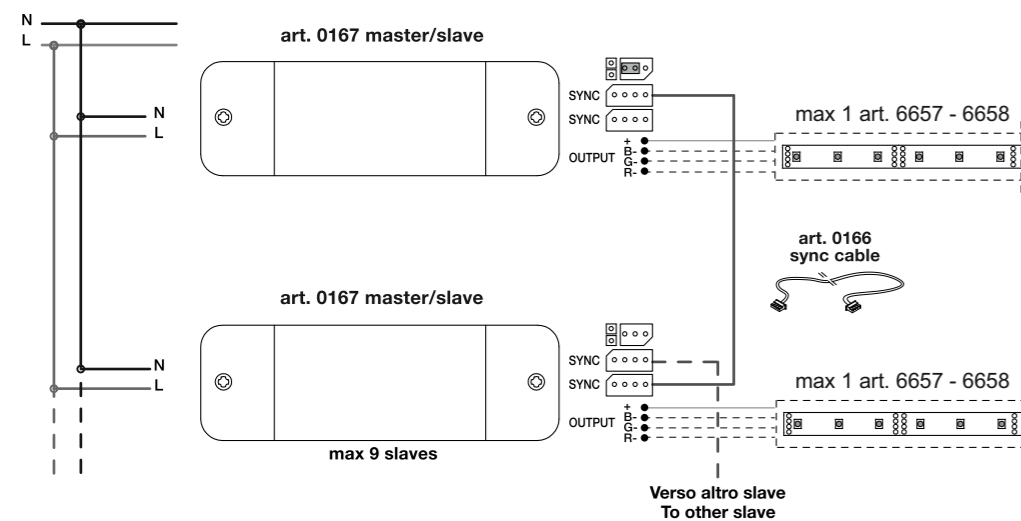 N
L
art. 0167 master/slave
N
L
SYNC
SYNC
OUTPUT
+
B-
G-
R-
max 1 art. 6657 - 6658
art. 0166
sync cable
art. 0167 master/slave
N
L
SYNC
SYNC
OUTPUT
+
B-
G-
R-
max 1 art. 6657 - 6658
max 9 slaves
Verso altro slave
To other slave